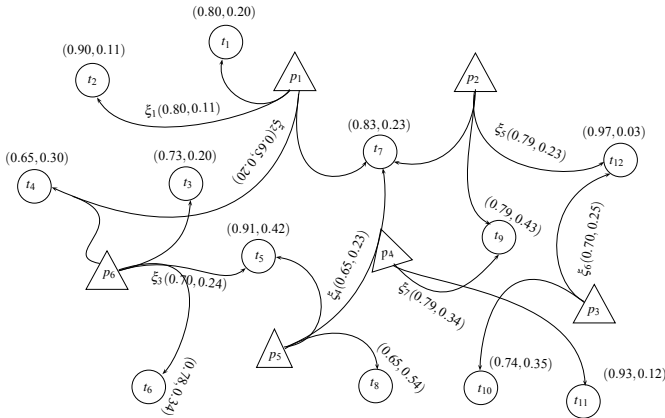 (0.80, 0.20)
t1
(0.90, 0.11)
t2
p1
p2
ξ1(0.80, 0.11)
ξ2(0.65, 0.20)
(0.83, 0.23)
t7
ξ5(0.79, 0.23)
(0.97, 0.03)
t12
(0.65, 0.30)
t4
(0.73, 0.20)
t3
(0.91, 0.42)
t5
(0.79, 0.43)
t9
p6
ξ3(0.70, 0.24)
ξ4(0.65, 0.23)
p4
ξ7(0.79, 0.34)
ξ6(0.70, 0.25)
p3
p5
t6
(0.78, 0.34)
t8
(0.65, 0.54)
(0.74, 0.35)
t10
(0.93, 0.12)
t11